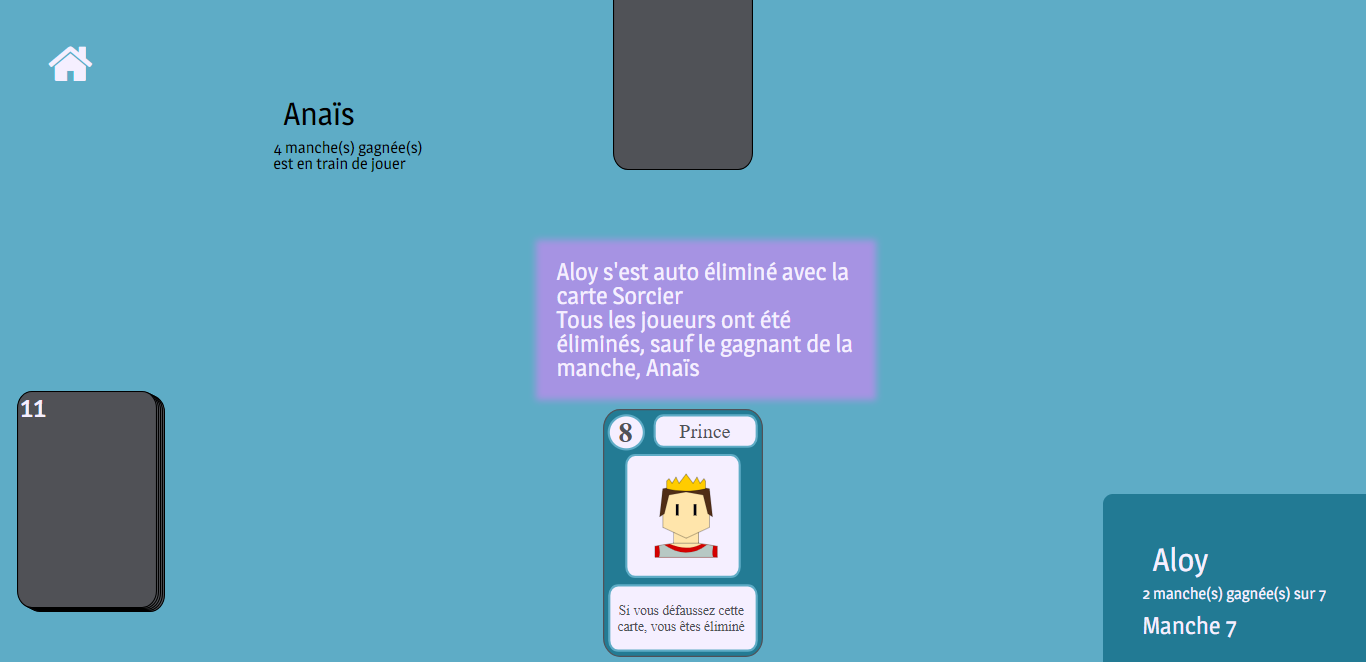 Anaïs
4 manche(s) gagnée(s)
est en train de jouer
Aloy s'est auto éliminé avec la
carte Sorcier
Tous les joueurs ont été
éliminés, sauf le gagnant de la
manche, Anaïs
11
8
Prince
Si vous défaussez cette
carte, vous êtes éliminé
Aloy
2 manche(s) gagnée(s) sur 7
Manche 7